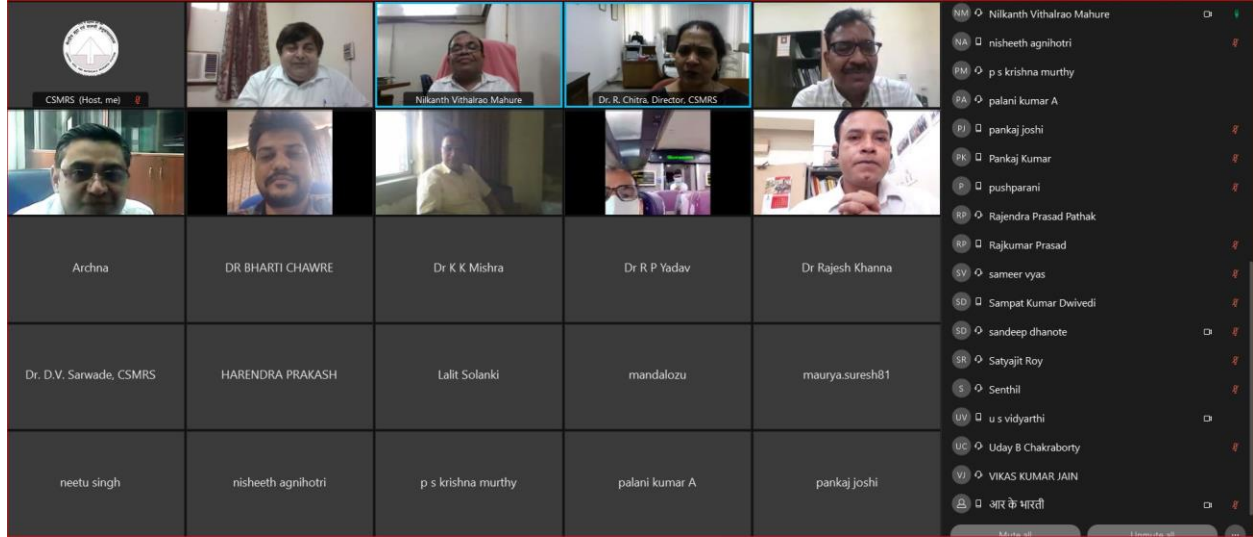 CSMRS (Host, me)
Nilkanth Vithalrao Mahure
Dr. R. Chitra, Director, CSMRS
Archna
DR BHARTI CHAWRE
Dr K K Mishra
Dr R P Yadav
Dr Rajesh Khanna
Dr. D.V. Sarwade, CSMRS
HARENDRA PRAKASH
Lalit Solanki
mandalozu
maurya.suresh81
neetu singh
nisheeth agnihotri
p s krishna murthy
palani kumar A
pankaj joshi
NM Nilkanth Vithalrao Mahure
NA nisheeth agnihotri
PM p s krishna murthy
PA palani kumar A
PJ pankaj joshi
PK Pankaj Kumar
P pushparani
RP Rajendra Prasad Pathak
RP Rajkumar Prasad
SV sameer vyas
SD Sampat Kumar Dwivedi
SD sandeep dhanote
SR Satyajit Roy
S Senthil
UV u s vidyarthi
UC Uday B Chakraborty
VJ VIKAS KUMAR JAIN
आर के भारती
Mute all
Unmute all